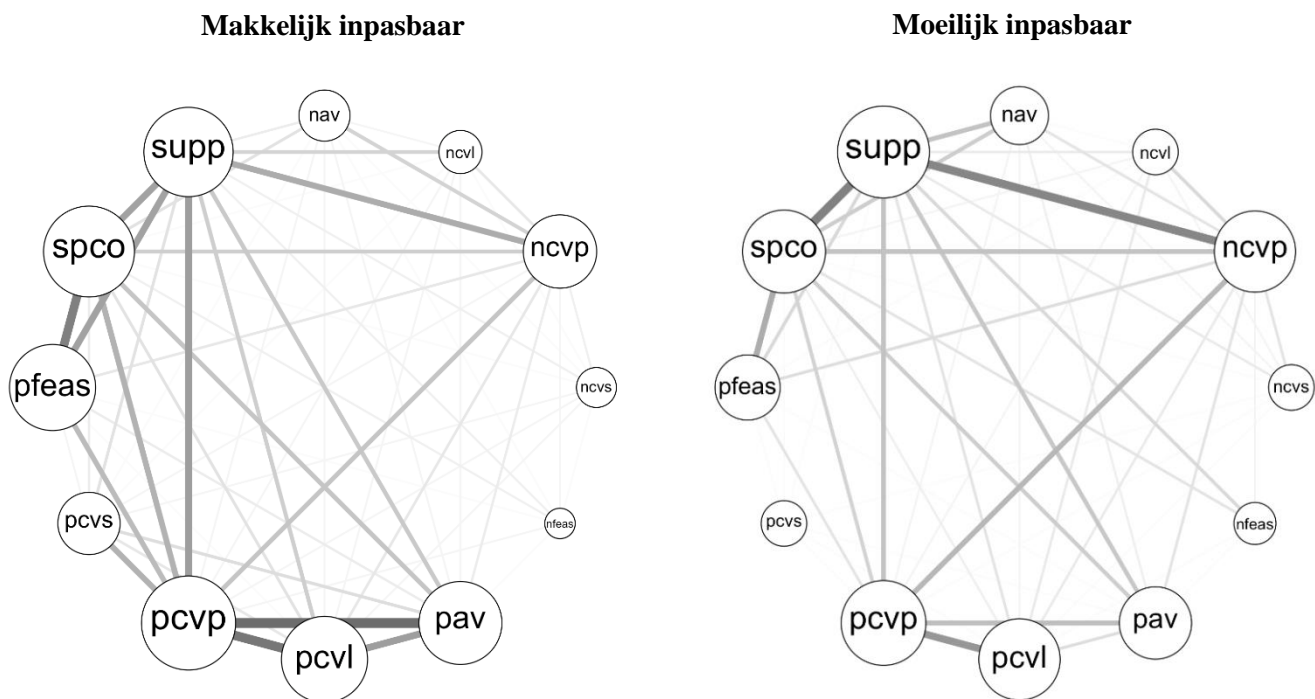 Makkelijk inpasbaar
nav
supp
ncvl
spco
ncvp
pfeas
ncvs
pcvs
nfeas
pcvp
pav
pcvl
Moeilijk inpasbaar
nav
supp
ncvl
spco
ncvp
pfeas
ncvs
pcvs
nfeas
pcvp
pav
pcvl